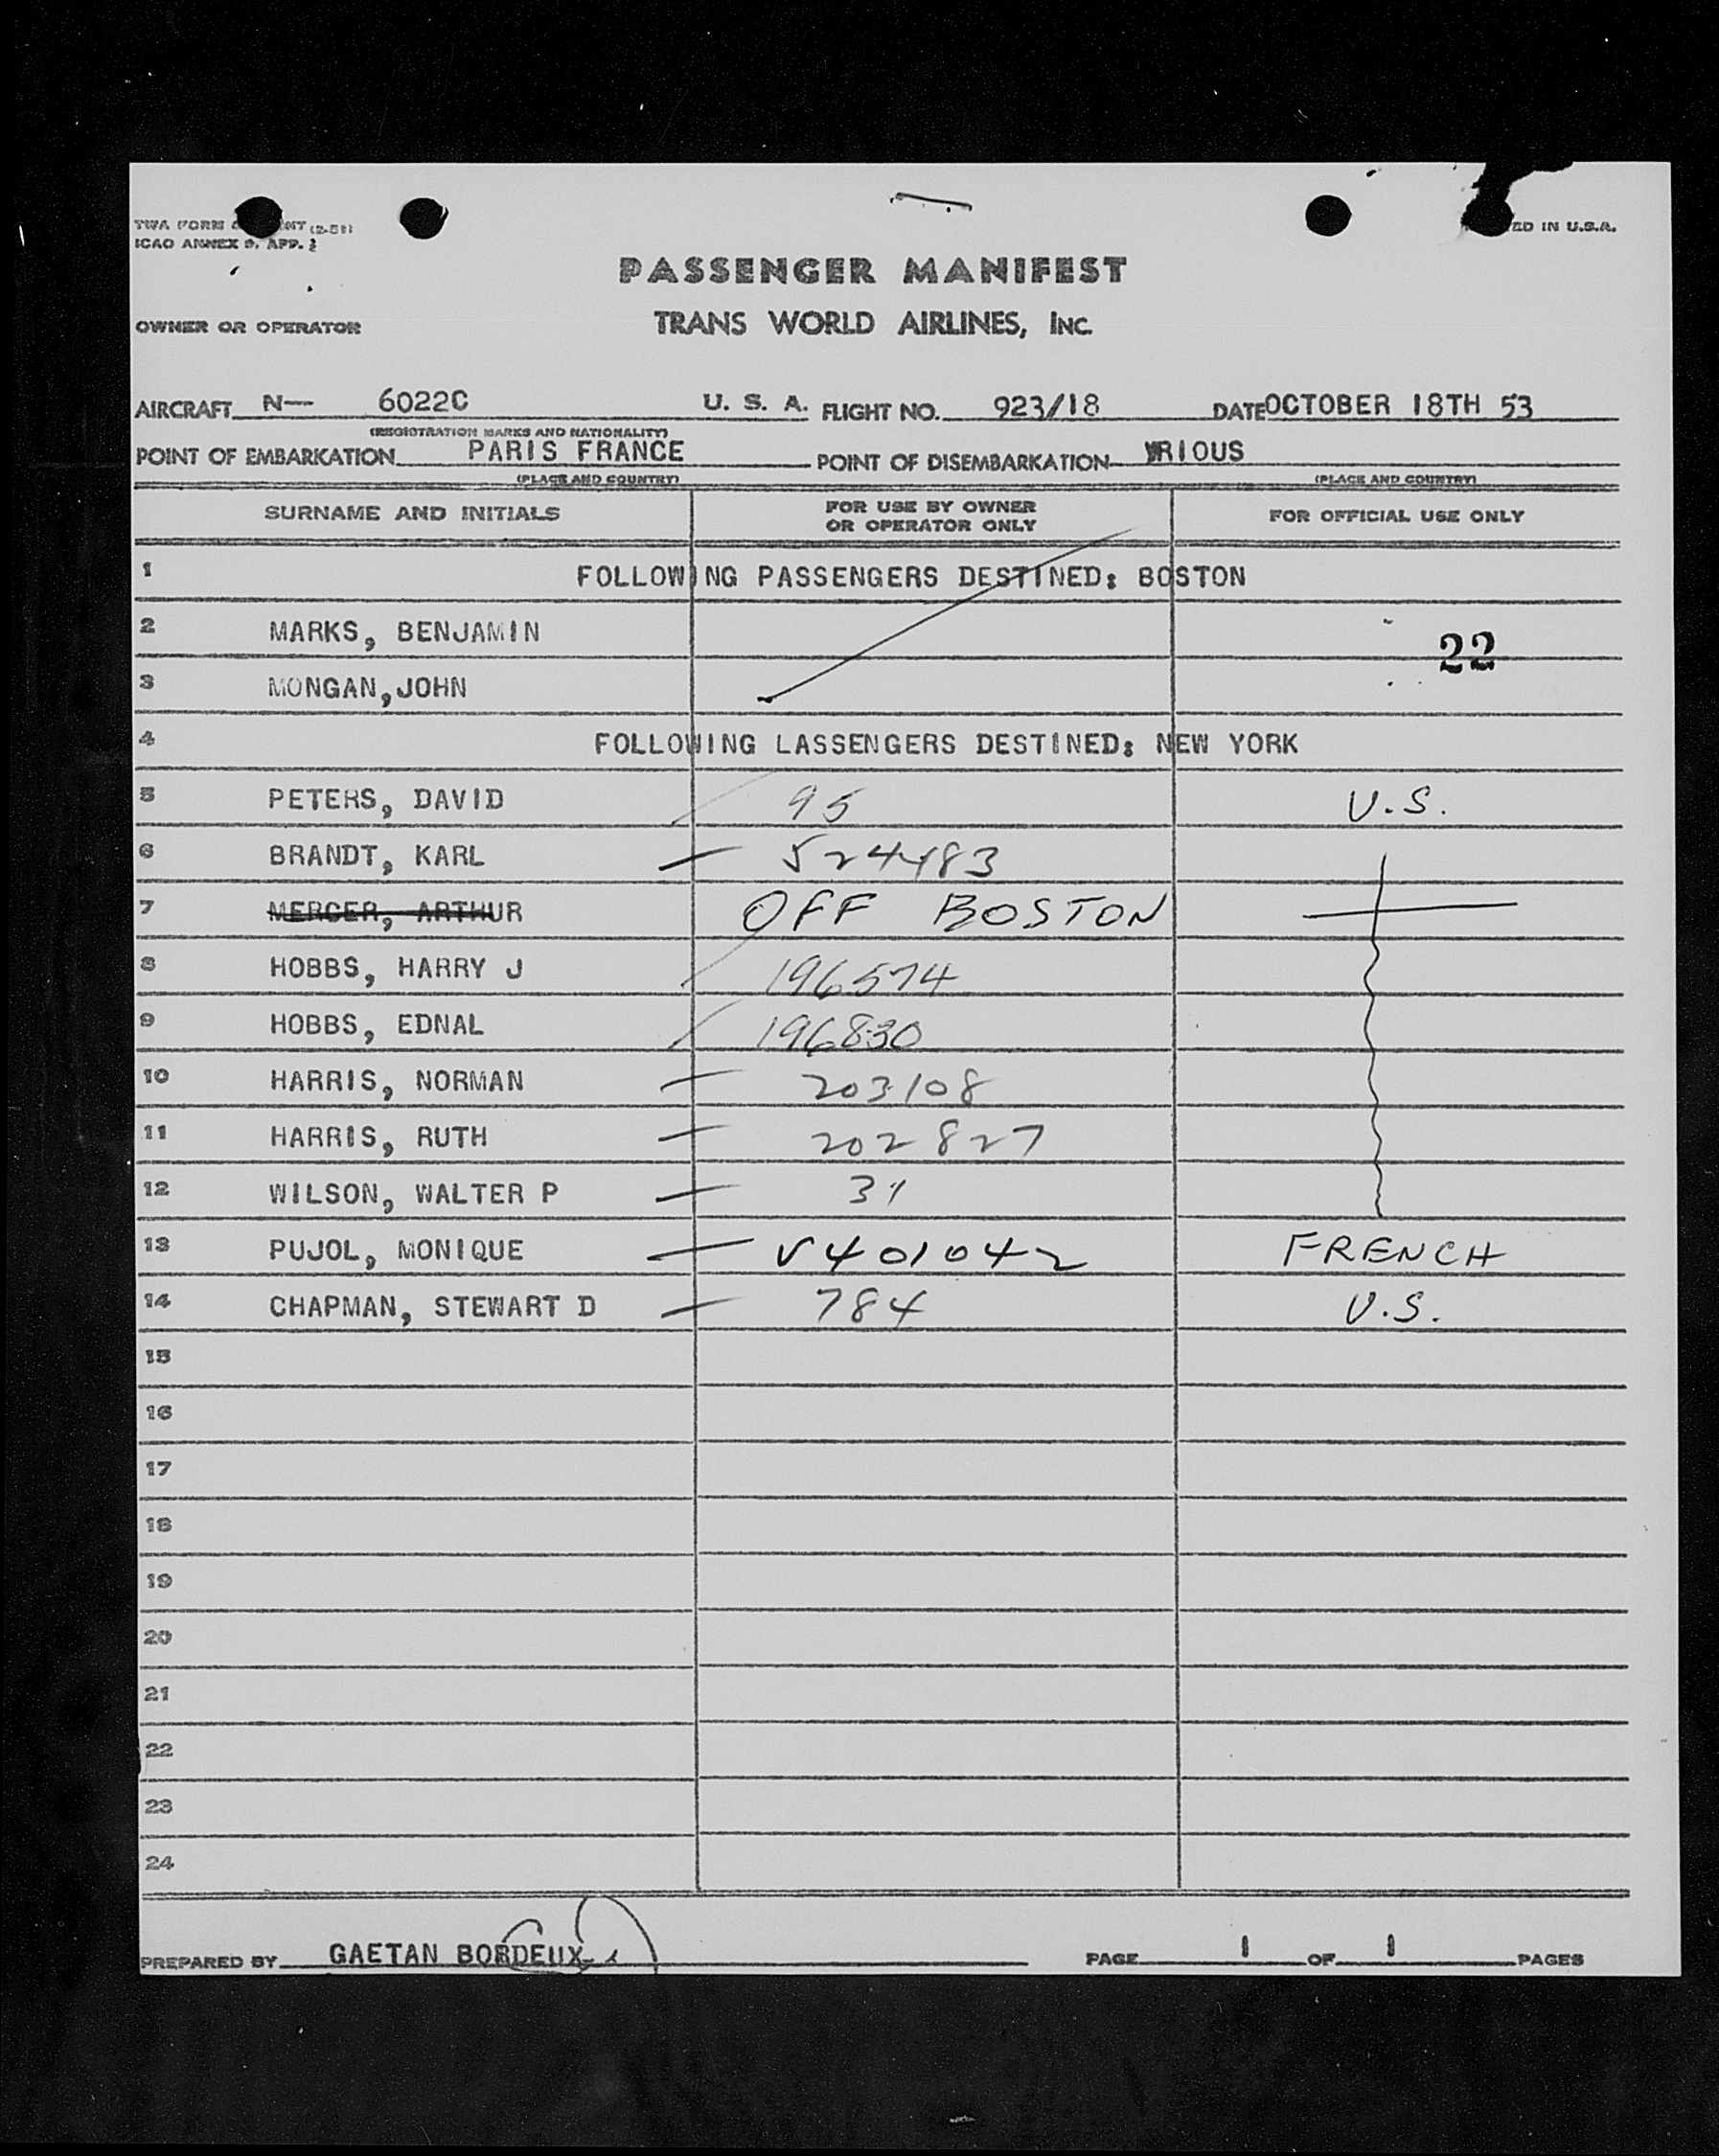 TWA FORM NT (2-51) PRINTED IN U.S.A.
ICAO ANNEX 9, APP. 2
PASSENGER MANIFEST
OWNER OR OPERATOR TRANS WORLD AIRLINES, INC.
AIRCRAFT N— 6022C U. S. A. FLIGHT NO. 923/18 DATE OCTOBER 18TH 53
(REGISTRATION MARKS AND NATIONALITY)
POINT OF EMBARKATION PARIS FRANCE POINT OF DISEMBARKATION VRIOUS
(PLACE AND COUNTRY) (PLACE AND COUNTRY)
SURNAME AND INITIALS FOR USE BY OWNER OR OPERATOR ONLY FOR OFFICIAL USE ONLY
1 FOLLOWING PASSENGERS DESTINED: BOSTON
2 MARKS, BENJAMIN 22
3 MONGAN,JOHN
4 FOLLOWING LASSENGERS DESTINED: NEW YORK
5 PETERS, DAVID 95 U.S.
6 BRANDT, KARL 524483
7 MERCER, ARTHUR OFF BOSTON
8 HOBBS, HARRY J 196574
9 HOBBS, EDNAL 196830
10 HARRIS, NORMAN 203108
11 HARRIS, RUTH 202827
12 WILSON, WALTER P 31
13 PUJOL, MONIQUE V401042 FRENCH
14 CHAPMAN, STEWART D 784 U.S.
15
16
17
18
19
20
21
22
23
24
PREPARED BY GAETAN BORDEUX PAGE 1 OF 1 PAGES